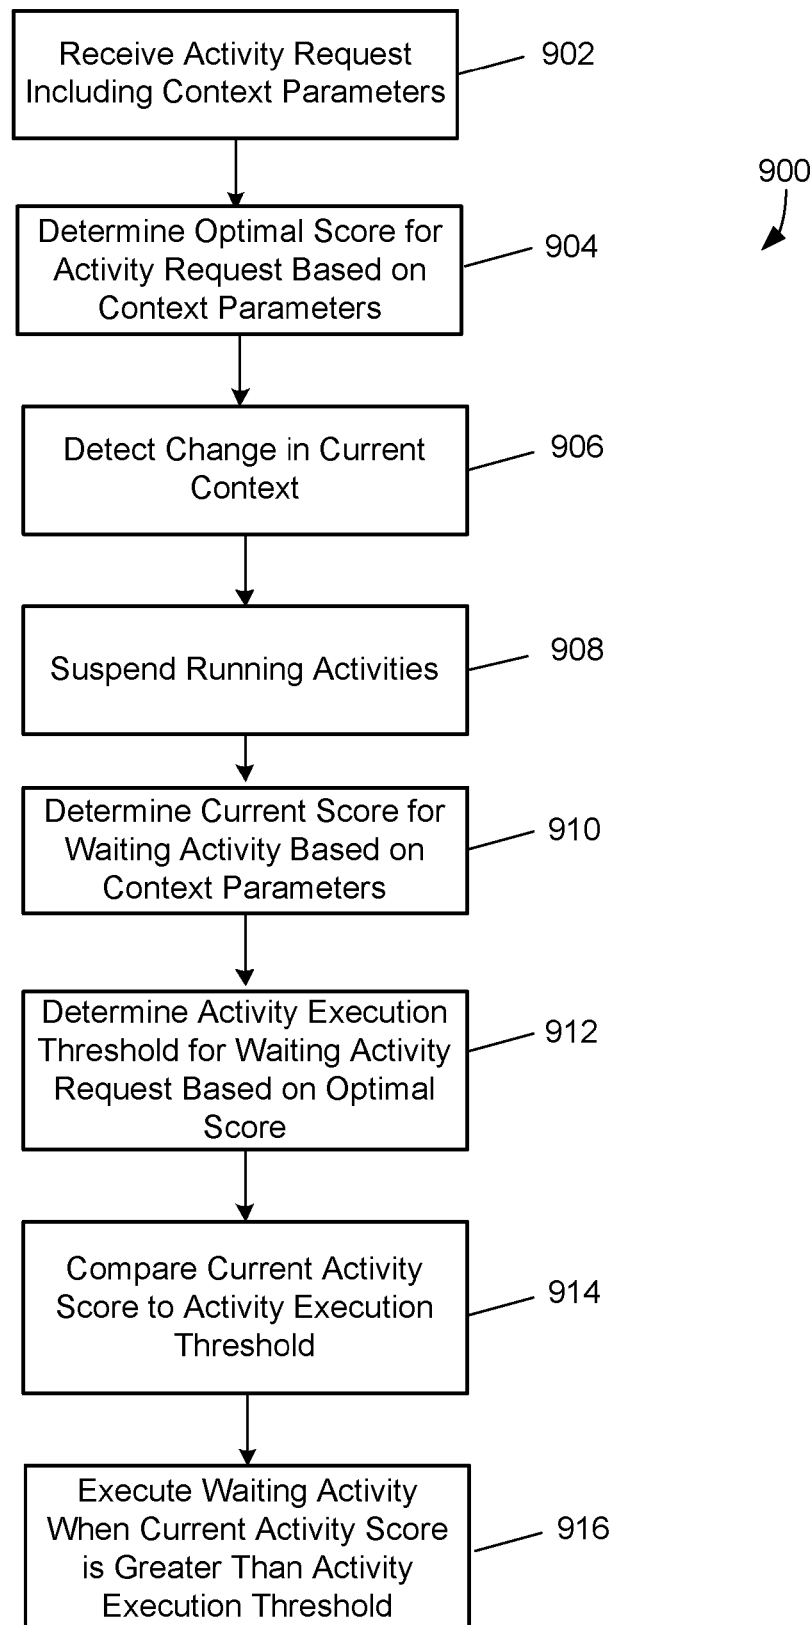 Receive Activity Request
Including Context Parameters
902
900
Determine Optimal Score for
Activity Request Based on
Context Parameters
904
Detect Change in Current
Context
906
Suspend Running Activities
908
Determine Current Score for
Waiting Activity Based on
Context Parameters
910
Determine Activity Execution
Threshold for Waiting Activity
Request Based on Optimal
Score
912
Compare Current Activity
Score to Activity Execution
Threshold
914
Execute Waiting Activity
When Current Activity Score
is Greater Than Activity
Execution Threshold
916